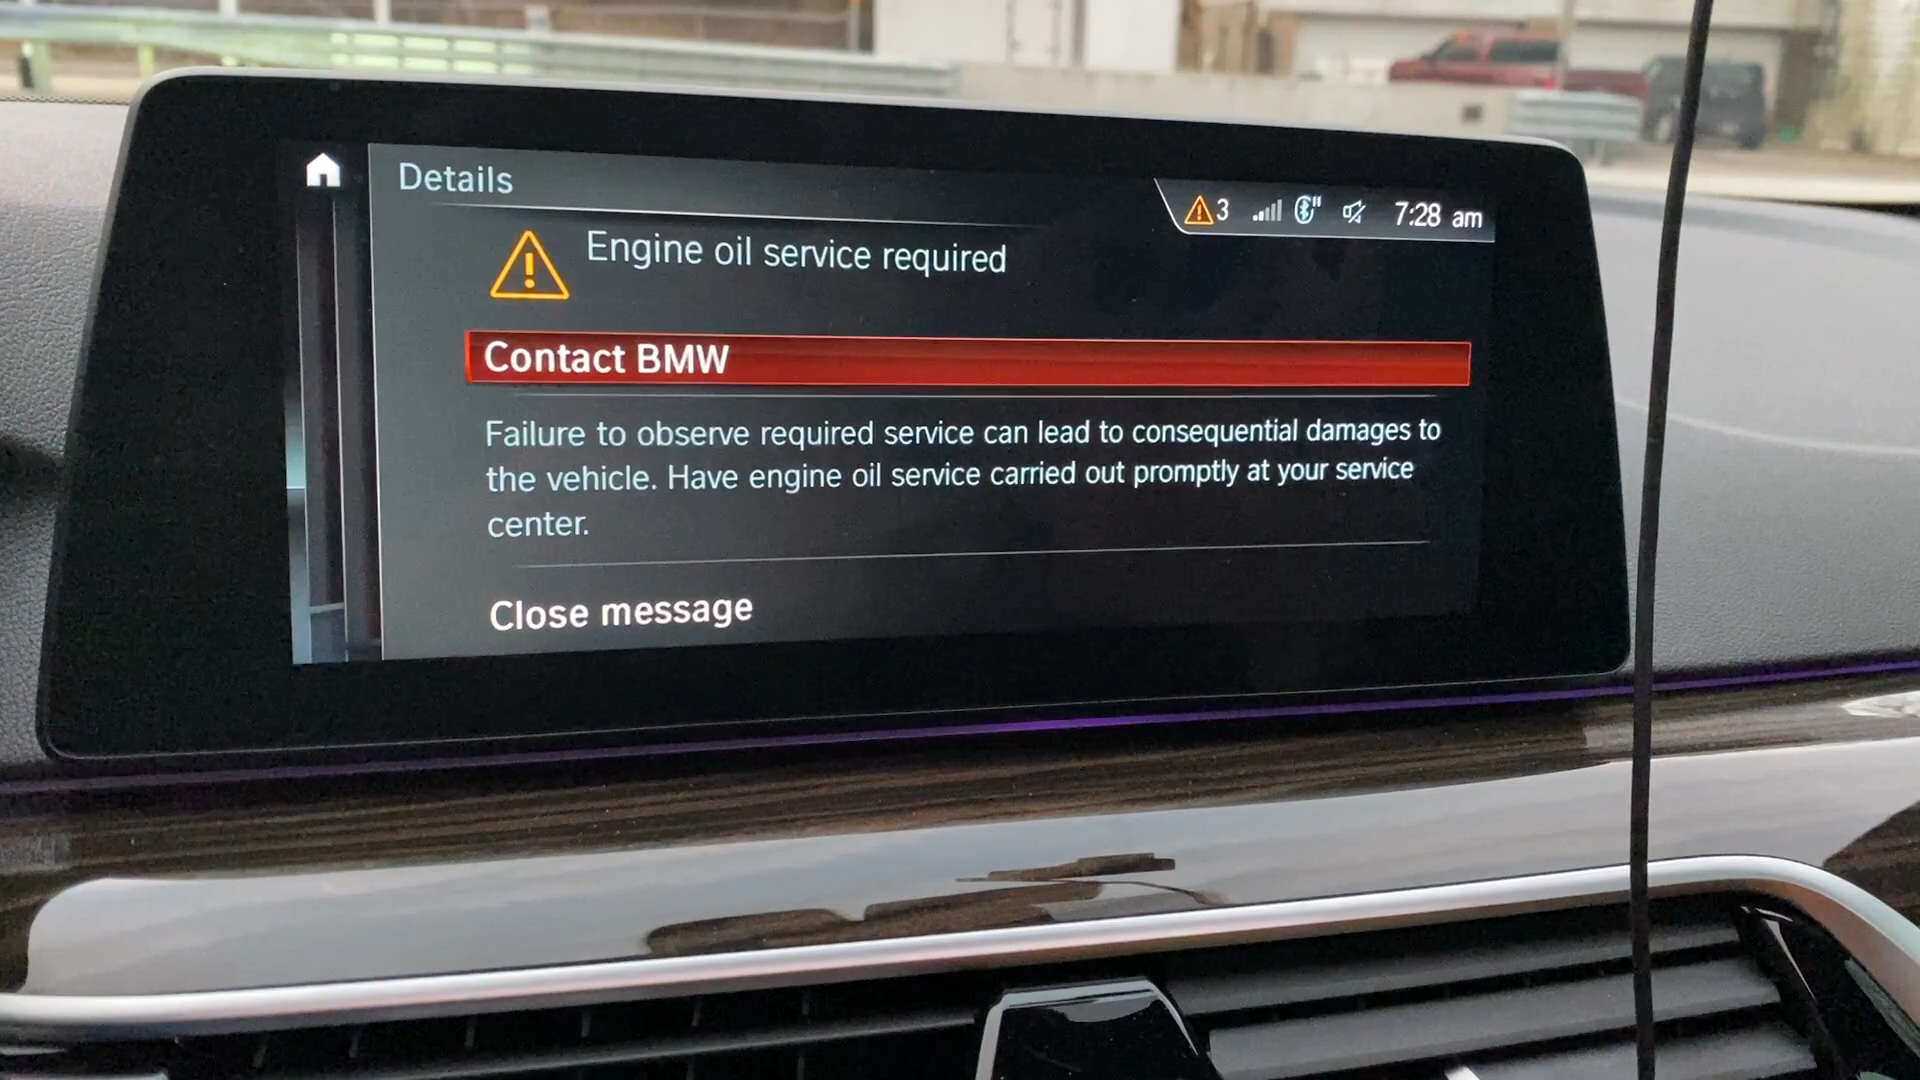 Details
3 7:28 am
Engine oil service required
Contact BMW
Failure to observe required service can lead to consequential damages to
the vehicle. Have engine oil service carried out promptly at your service
center.
Close message